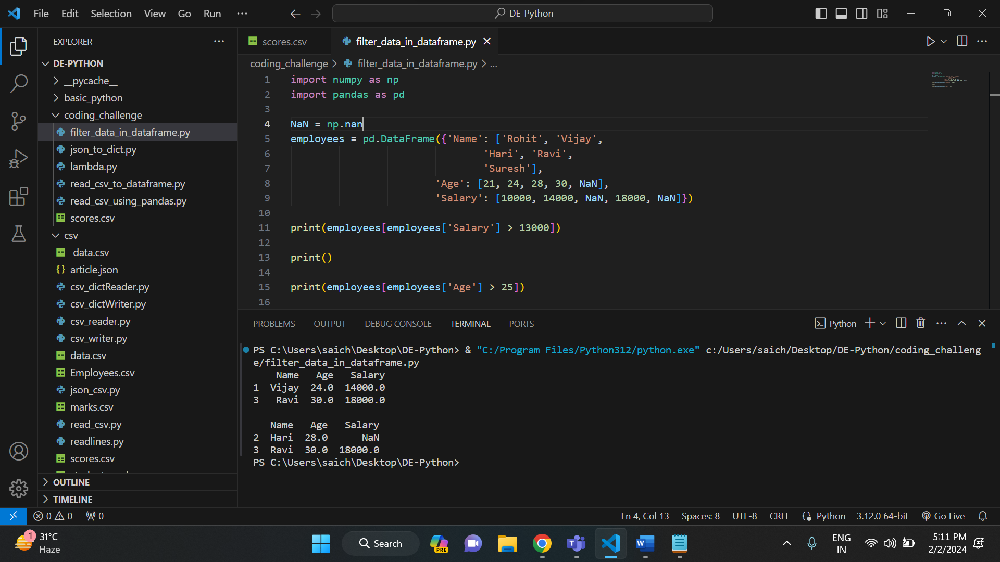 File Edit Selection View Go Run ···
DE-Python
EXPLORER
DE-PYTHON
__pycache__
basic_python
coding_challenge
filter_data_in_dataframe.py
json_to_dict.py
lambda.py
read_csv_to_dataframe.py
read_csv_using_pandas.py
scores.csv
csv
data.csv
article.json
csv_dictReader.py
csv_dictWriter.py
csv_reader.py
csv_writer.py
data.csv
Employees.csv
json_csv.py
marks.csv
read_csv.py
readlines.py
scores.csv
OUTLINE
TIMELINE
scores.csv filter_data_in_dataframe.py
coding_challenge > filter_data_in_dataframe.py > ...
1 import numpy as np
2 import pandas as pd
3
4 NaN = np.nan
5 employees = pd.DataFrame({'Name': ['Rohit', 'Vijay',
6 'Hari', 'Ravi',
7 'Suresh'],
8 'Age': [21, 24, 28, 30, NaN],
9 'Salary': [10000, 14000, NaN, 18000, NaN]})
10
11 print(employees[employees['Salary'] > 13000])
12
13 print()
14
15 print(employees[employees['Age'] > 25])
16
PROBLEMS OUTPUT DEBUG CONSOLE TERMINAL PORTS
Python
PS C:\Users\saich\Desktop\DE-Python> & "C:/Program Files/Python312/python.exe" c:/Users/saich/Desktop/DE-Python/coding_challeng
e/filter_data_in_dataframe.py
Name Age Salary
1 Vijay 24.0 14000.0
3 Ravi 30.0 18000.0
Name Age Salary
2 Hari 28.0 NaN
3 Ravi 30.0 18000.0
PS C:\Users\saich\Desktop\DE-Python>
0 0 0
Ln 4, Col 13 Spaces: 8 UTF-8 CRLF Python 3.12.0 64-bit Go Live
1
31°C
Haze
Search
PRE
ENG
IN
5:11 PM
2/2/2024